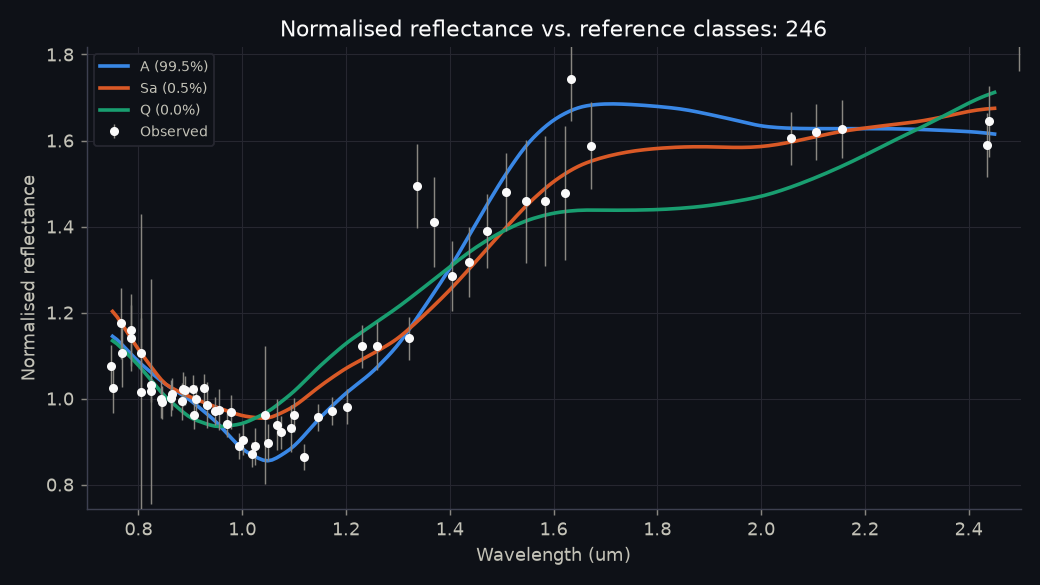 Normalised reflectance vs. reference classes: 246
A (99.5%)
Sa (0.5%)
Q (0.0%)
Observed
Normalised reflectance
1.8
1.6
1.4
1.2
1.0
0.8
0.8 1.0 1.2 1.4 1.6 1.8 2.0 2.2 2.4
Wavelength (um)